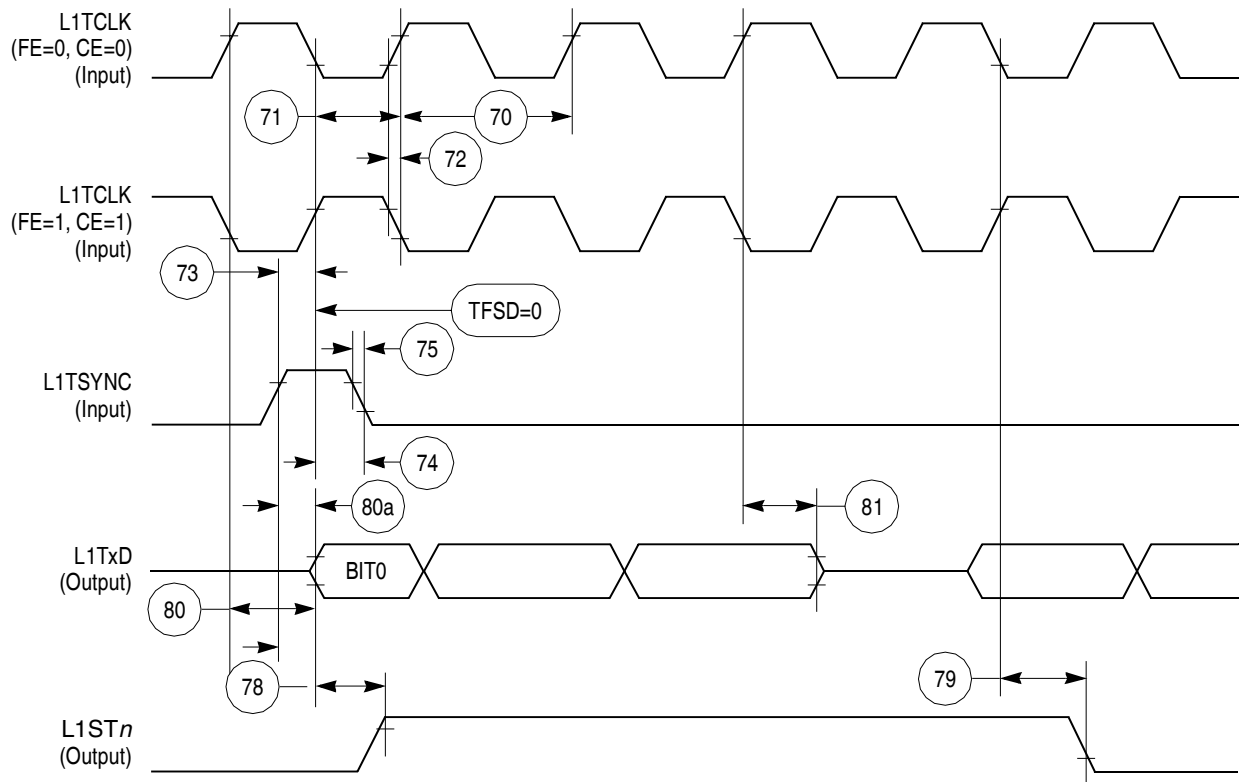 L1TCLK
(FE=0, CE=0)
(Input)
71
70
72
L1TCLK
(FE=1, CE=1)
(Input)
73
TFSD=0
75
L1TSYNC
(Input)
74
80a
81
L1TxD
(Output)
BIT0
80
78
79
L1STn
(Output)